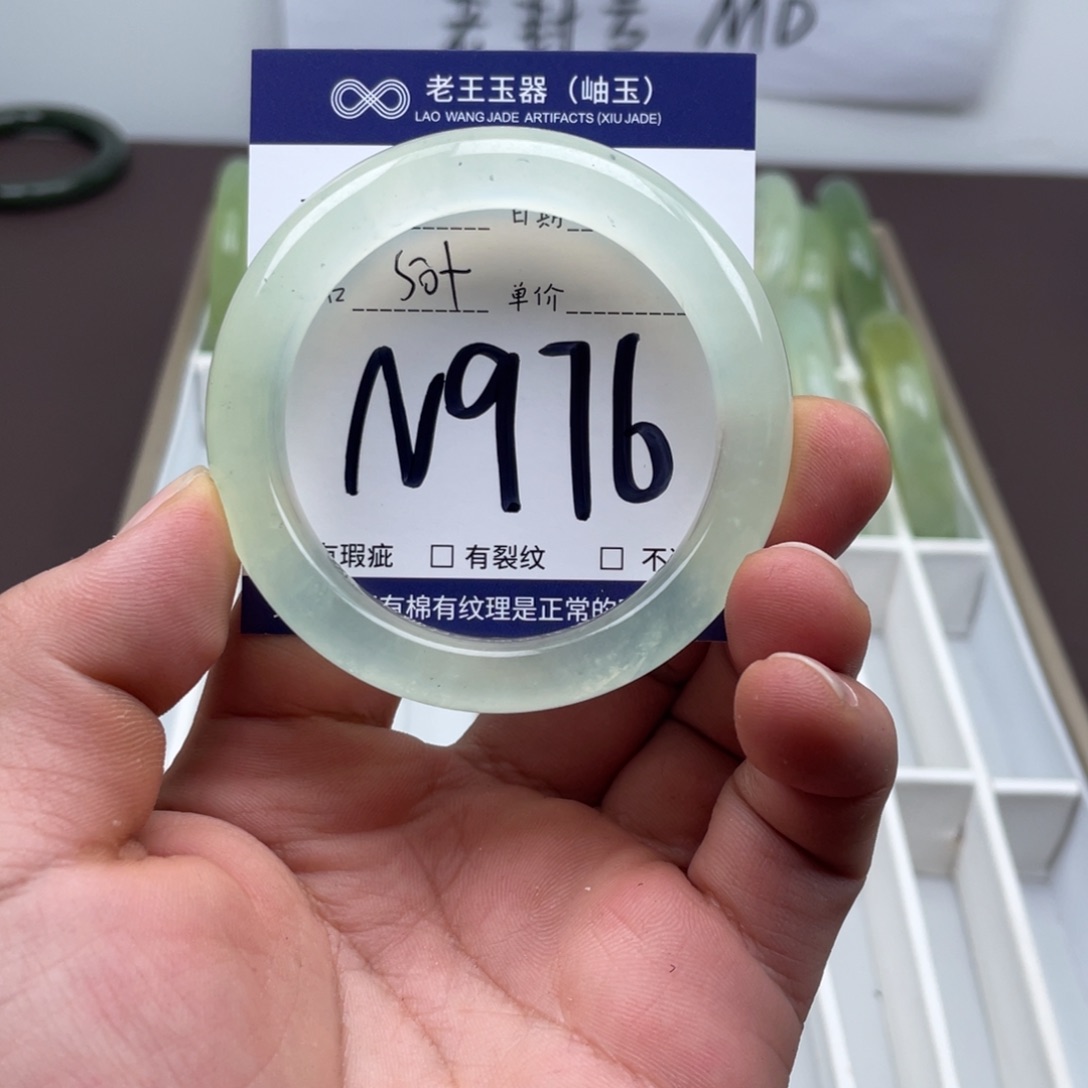 MD
老王玉器（岫玉）
LAO WANG JADE ARTIFACTS (XIU JADE)
日期
单价
N976
瑕疵 □ 有裂纹 □ 不
有棉有纹理是正常的